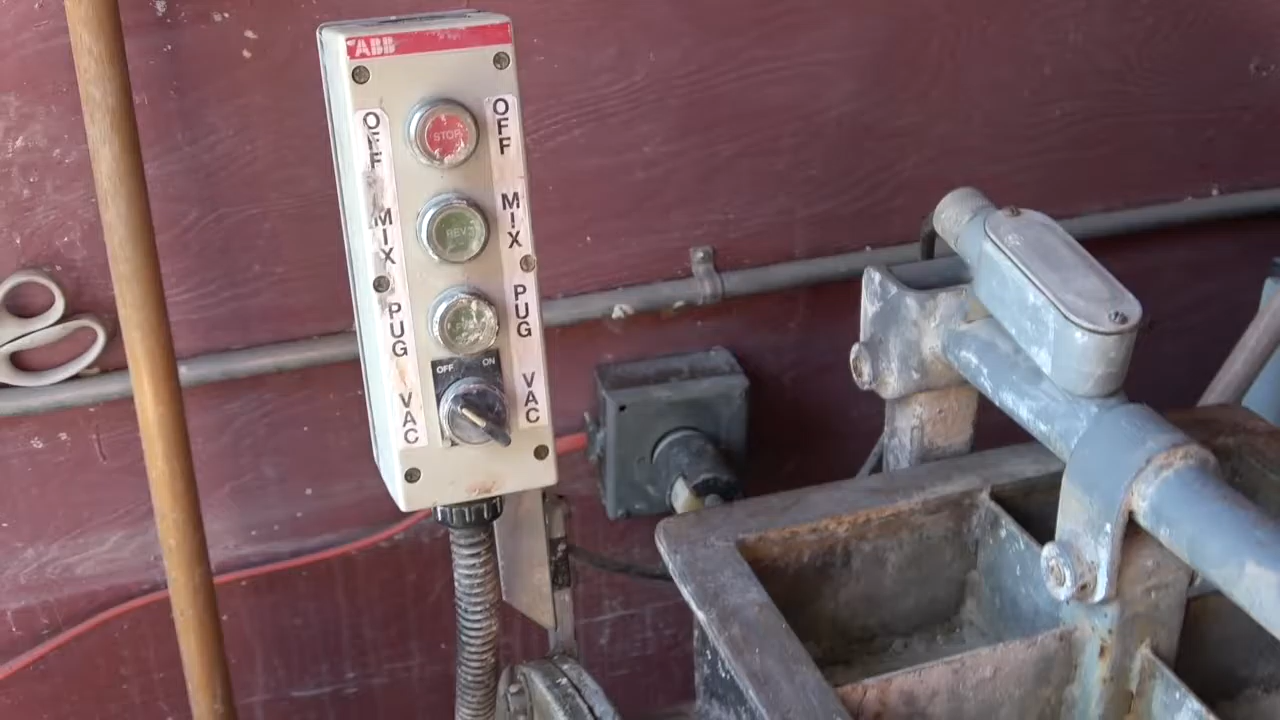 ABB
OFF
STOP
OFF
MIX
REV
MIX
PUG
PUG
OFF
ON
VAC
VAC